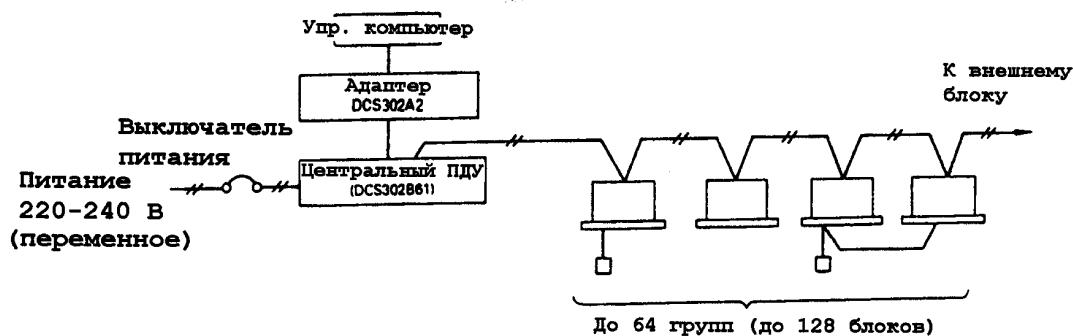 Упр. компьютер
Адаптер
DCS302A2
К внешнему
блоку
Выключатель
питания
Центральный ПДУ
(DCS302B61)
Питание
220-240 В
(переменное)
До 64 групп (до 128 блоков)